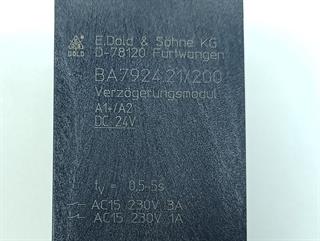 E.Dold & Söhne KG
DOLD D-78120 Furtwangen
BA7924.21/200
Verzögerungsmodul
A1+/A2
DC 24V
tv = 0,5-5s
AC15 230V 3A
AC15 230V 1A